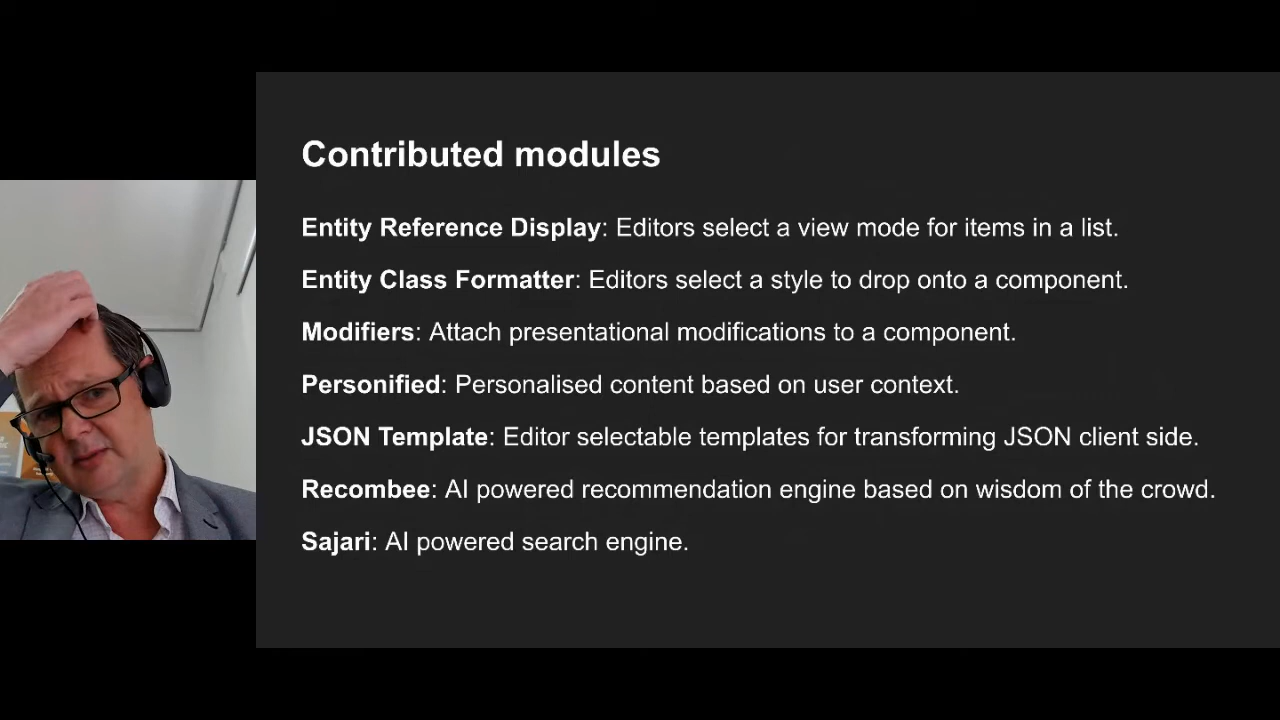 Contributed modules
Entity Reference Display: Editors select a view mode for items in a list.
Entity Class Formatter: Editors select a style to drop onto a component.
Modifiers: Attach presentational modifications to a component.
Personified: Personalised content based on user context.
JSON Template: Editor selectable templates for transforming JSON client side.
Recombee: AI powered recommendation engine based on wisdom of the crowd.
Sajari: AI powered search engine.